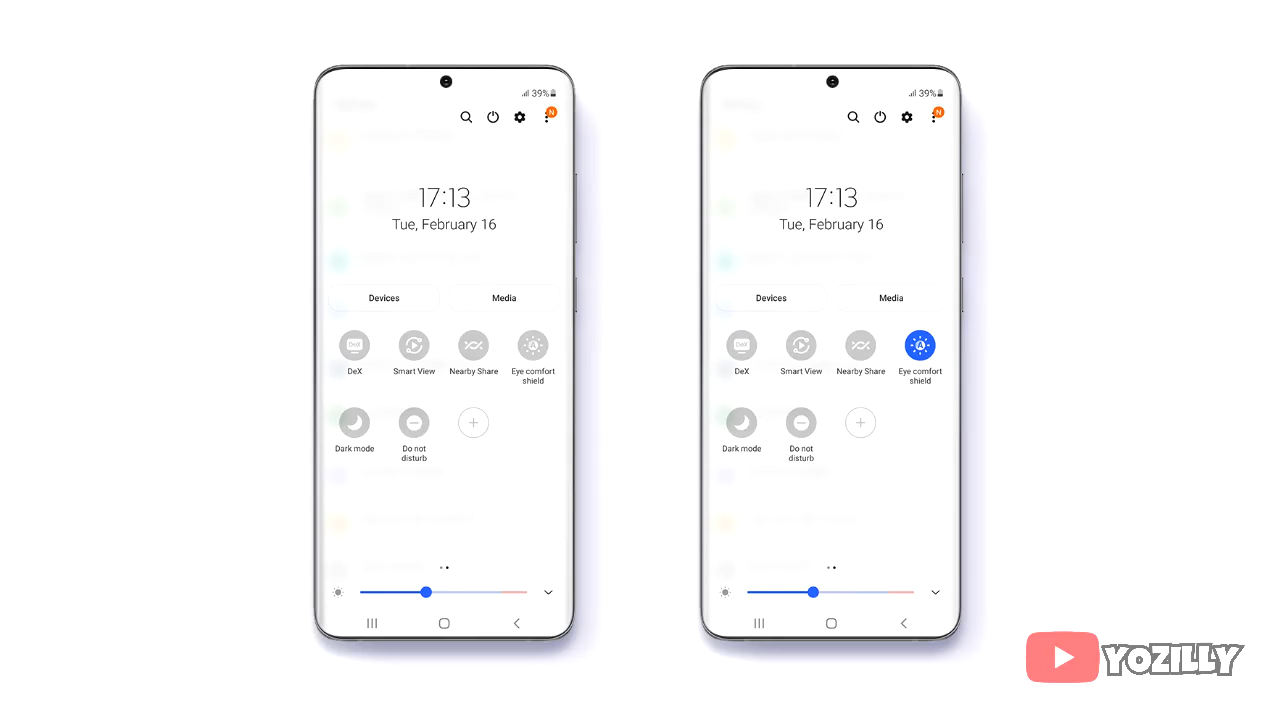 39%
N
17:13
Tue, February 16
Devices
Media
DeX
DeX
Smart View
Nearby Share
A
Eye comfort
shield
Dark mode
Do not
disturb
39%
N
17:13
Tue, February 16
Devices
Media
DeX
DeX
Smart View
Nearby Share
A
Eye comfort
shield
Dark mode
Do not
disturb
YOZILLY